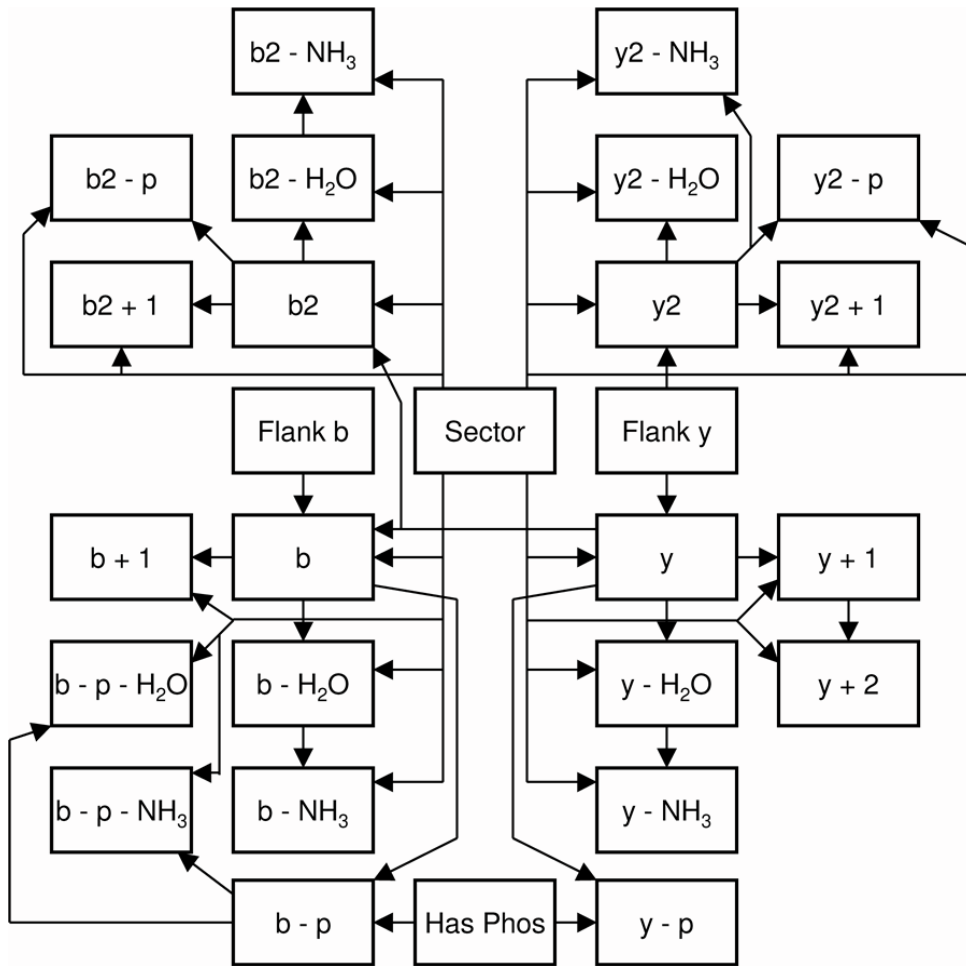 b2 - NH₃
y2 - NH₃
b2 - p
b2 - H₂O
y2 - H₂O
y2 - p
b2 + 1
b2
y2
y2 + 1
Flank b
Sector
Flank y
b + 1
b
y
y + 1
b - p - H₂O
b - H₂O
y - H₂O
y + 2
b - p - NH₃
b - NH₃
y - NH₃
b - p
Has Phos
y - p